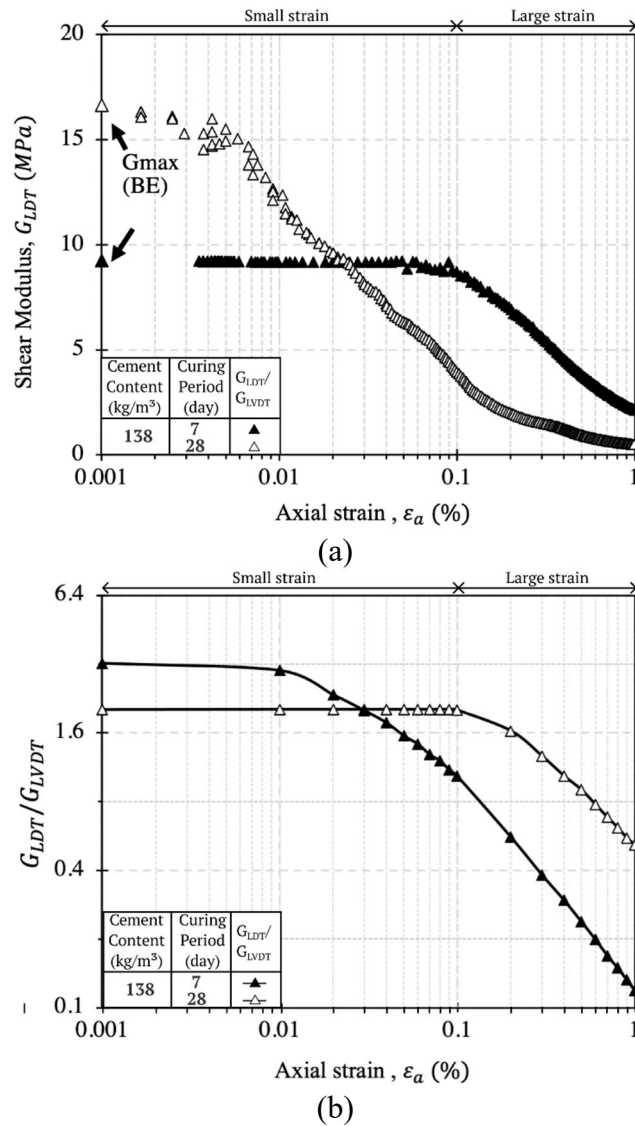 Small strain Large strain
20
15
10
5
0
Shear Modulus, G_LDT (MPa)
Gmax
(BE)
Cement Content (kg/m³) Curing Period (day) G_LDT/ G_LVDT
138 7 ▲
28 △
0.001 0.01 0.1 1
Axial strain , ε_a (%)
(a)
Small strain Large strain
6.4
1.6
0.4
0.1
G_LDT/G_LVDT
Cement Content (kg/m³) Curing Period (day) G_LDT/ G_LVDT
138 7 ▲
28 △
0.001 0.01 0.1 1
Axial strain , ε_a (%)
(b)